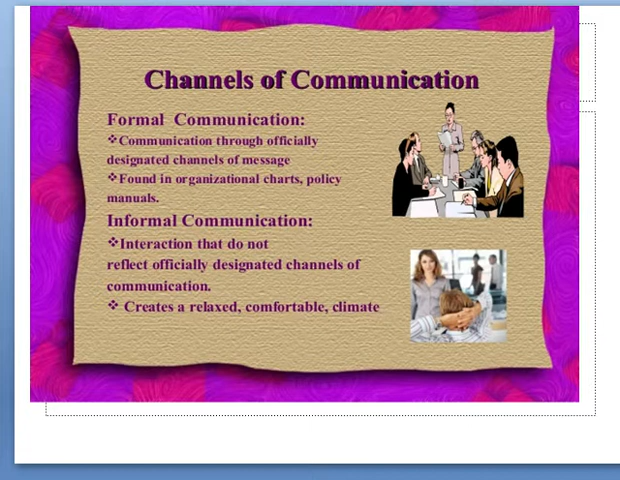 Channels of Communication
Formal Communication:
❖Communication through officially
designated channels of message
❖Found in organizational charts, policy
manuals.
Informal Communication:
❖Interaction that do not
reflect officially designated channels of
communication.
❖ Creates a relaxed, comfortable, climate